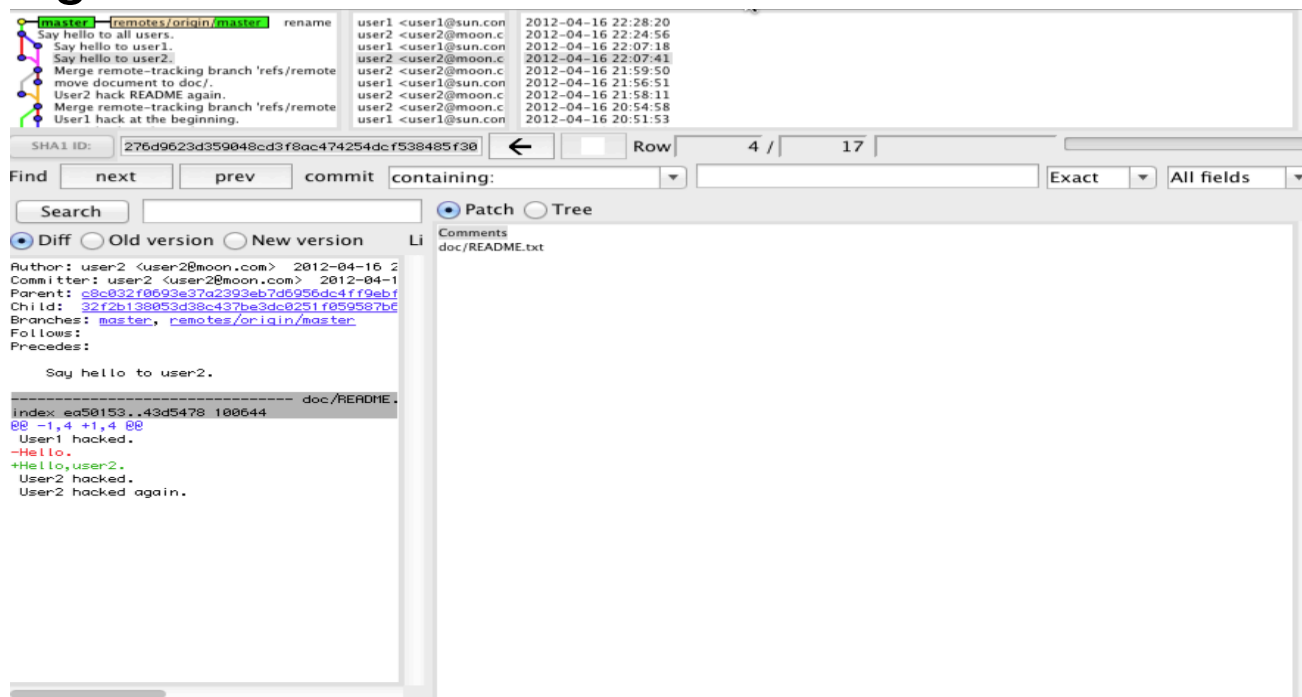 master remotes/origin/master rename user1 <user1@sun.con 2012-04-16 22:28:20
Say hello to all users. user2 <user2@moon.c 2012-04-16 22:24:56
Say hello to user1. user1 <user1@sun.con 2012-04-16 22:07:18
Say hello to user2. user2 <user2@moon.c 2012-04-16 22:07:41
Merge remote-tracking branch 'refs/remote user2 <user2@moon.c 2012-04-16 21:59:50
move document to doc/. user1 <user1@sun.con 2012-04-16 21:56:51
User2 hack README again. user2 <user2@moon.c 2012-04-16 21:58:11
Merge remote-tracking branch 'refs/remote user2 <user2@moon.c 2012-04-16 20:54:58
User1 hack at the beginning. user1 <user1@sun.con 2012-04-16 20:51:53
SHA1 ID: 276d9623d359048cd3f8ac474254dcf538485f30 ← Row 4 / 17
Find next prev commit containing: Exact All fields
Search Patch Tree
Diff Old version New version Li
Comments
doc/README.txt
Author: user2 <user2@moon.com> 2012-04-16 2
Committer: user2 <user2@moon.com> 2012-04-1
Parent: c8c032f0693e37a2393eb7d6956dc4ff9ebf
Child: 32f2b138053d38c437be3dc0251f059587b6
Branches: master, remotes/origin/master
Follows:
Precedes:
Say hello to user2.
-------------------------------- doc/README.
index ea50153..43d5478 100644
@@ -1,4 +1,4 @@
User1 hacked.
-Hello.
+Hello,user2.
User2 hacked.
User2 hacked again.